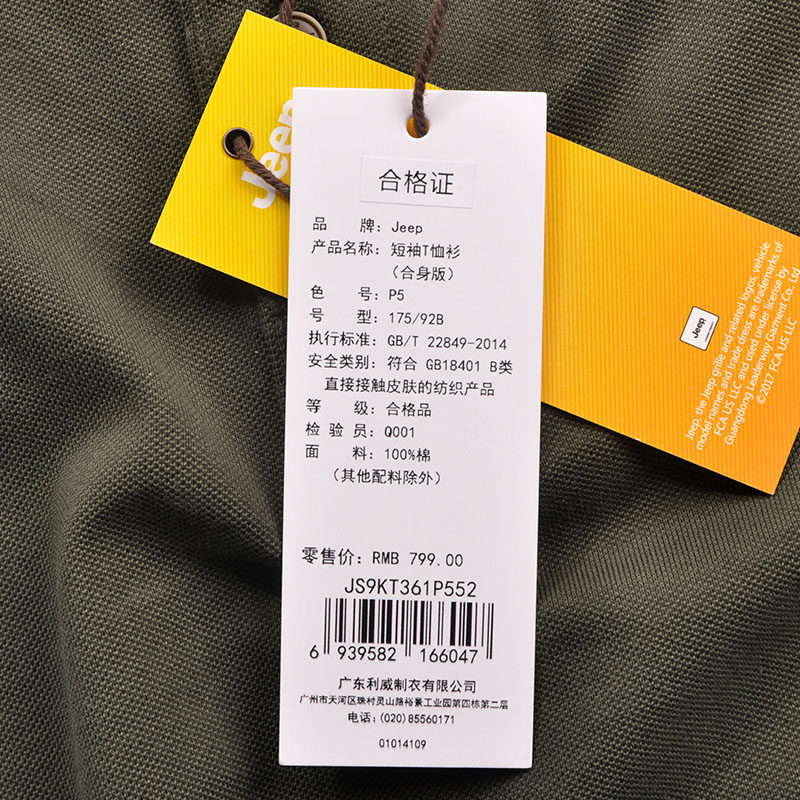 Jeep
合格证
品 牌: Jeep
产品名称: 短袖T恤衫
(合身版)
色 号: P5
号 型: 175/92B
执行标准: GB/T 22849-2014
安全类别: 符合 GB18401 B类
直接接触皮肤的纺织产品
等 级: 合格品
检 验 员: Q001
面 料: 100%棉
(其他配料除外)
零售价: RMB 799.00
JS9KT361P552
6 939582 166047
广东利威制衣有限公司
广州市天河区珠村灵山路裕景工业园第四栋第二层
电话: (020)85560171
01014109
Jeep
Jeep, the Jeep grille and related logos, vehicle
model names and trade dress are trademarks of
FCA US LLC and used under license by
Guangdong Leaderway Garment Co., Ltd
©2017 FCA US LLC